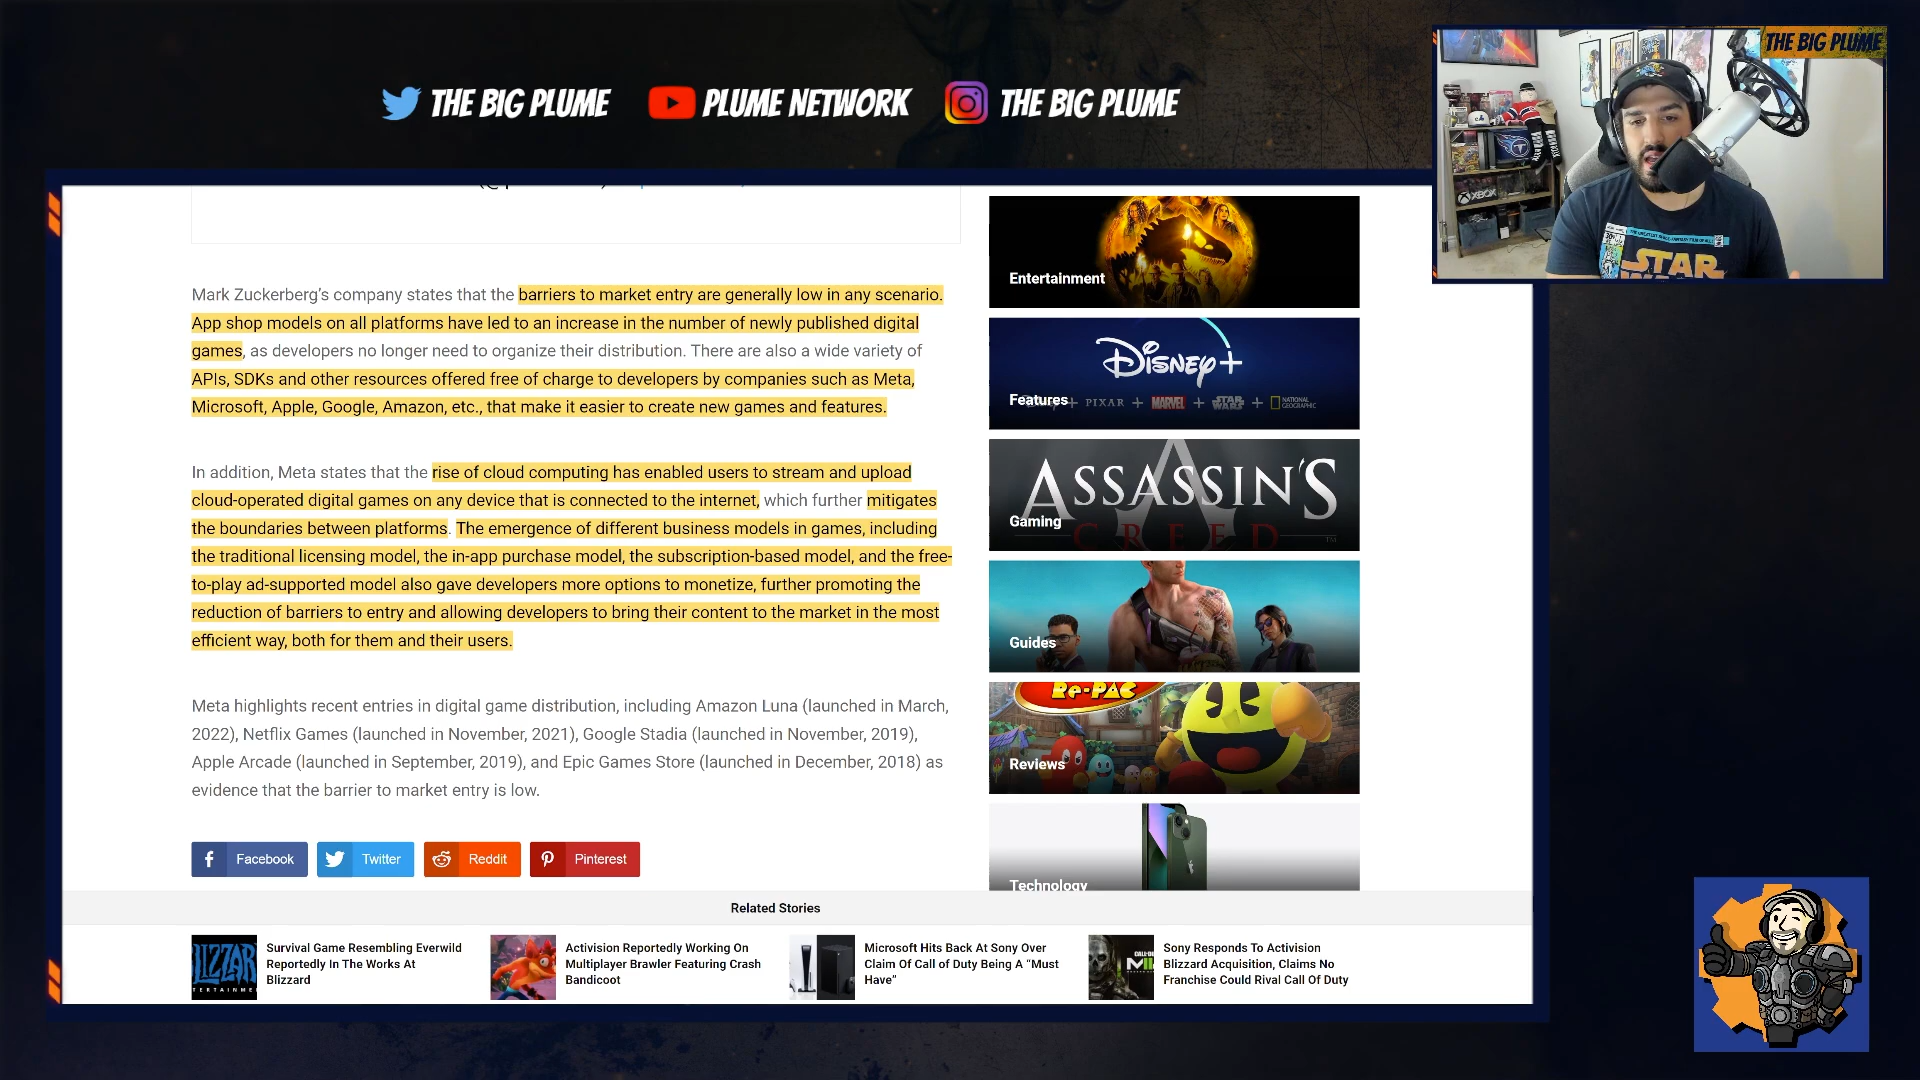 THE BIG PLUME
PLUME NETWORK
THE BIG PLUME
THE BIG PLUME
XBOX
STAR
Mark Zuckerberg's company states that the barriers to market entry are generally low in any scenario.
App shop models on all platforms have led to an increase in the number of newly published digital
games, as developers no longer need to organize their distribution. There are also a wide variety of
APIs, SDKs and other resources offered free of charge to developers by companies such as Meta,
Microsoft, Apple, Google, Amazon, etc., that make it easier to create new games and features.
In addition, Meta states that the rise of cloud computing has enabled users to stream and upload
cloud-operated digital games on any device that is connected to the internet, which further mitigates
the boundaries between platforms. The emergence of different business models in games, including
the traditional licensing model, the in-app purchase model, the subscription-based model, and the free-
to-play ad-supported model also gave developers more options to monetize, further promoting the
reduction of barriers to entry and allowing developers to bring their content to the market in the most
efficient way, both for them and their users.
Meta highlights recent entries in digital game distribution, including Amazon Luna (launched in March,
2022), Netflix Games (launched in November, 2021), Google Stadia (launched in November, 2019),
Apple Arcade (launched in September, 2019), and Epic Games Store (launched in December, 2018) as
evidence that the barrier to market entry is low.
Facebook
Twitter
Reddit
Pinterest
Entertainment
Disney+
Features
+ PIXAR + MARVEL + STAR WARS + NATIONAL GEOGRAPHIC
ASSASSIN'S
Gaming
CREED
Guides
Re-PAC
Reviews
Technology
Related Stories
Survival Game Resembling Everwild
Reportedly In The Works At
Blizzard
Activision Reportedly Working On
Multiplayer Brawler Featuring Crash
Bandicoot
Microsoft Hits Back At Sony Over
Claim Of Call of Duty Being A "Must
Have"
Sony Responds To Activision
Blizzard Acquisition, Claims No
Franchise Could Rival Call Of Duty